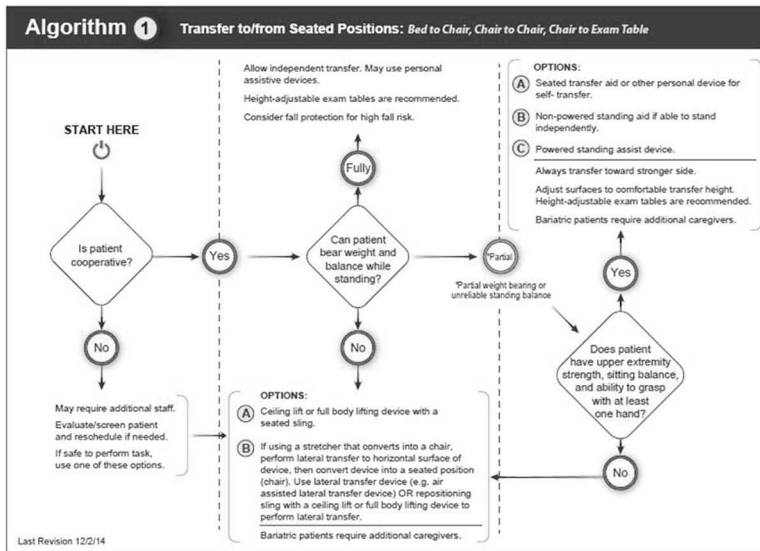 Algorithm 1 Transfer to/from Seated Positions: Bed to Chair, Chair to Chair, Chair to Exam Table
START HERE
Is patient
cooperative?
Yes
No
May require additional staff.
Evaluate/screen patient
and reschedule if needed.
If safe to perform task,
use one of these options.
Allow independent transfer. May use personal
assistive devices.
Height-adjustable exam tables are recommended.
Consider fall protection for high fall risk.
Fully
Can patient
bear weight and
balance while
standing?
*Partial
*Partial weight bearing or
unreliable standing balance
No
OPTIONS:
A Ceiling lift or full body lifting device with a
seated sling.
B If using a stretcher that converts into a chair,
perform lateral transfer to horizontal surface of
device, then convert device into a seated position
(chair). Use lateral transfer device (e.g. air
assisted lateral transfer device) OR repositioning
sling with a ceiling lift or full body lifting device to
perform lateral transfer.
Bariatric patients require additional caregivers.
OPTIONS:
A Seated transfer aid or other personal device for
self- transfer.
B Non-powered standing aid if able to stand
independently.
C Powered standing assist device.
Always transfer toward stronger side.
Adjust surfaces to comfortable transfer height.
Height-adjustable exam tables are recommended.
Bariatric patients require additional caregivers.
Yes
Does patient
have upper extremity
strength, sitting balance,
and ability to grasp
with at least
one hand?
No
Last Revision 12/2/14